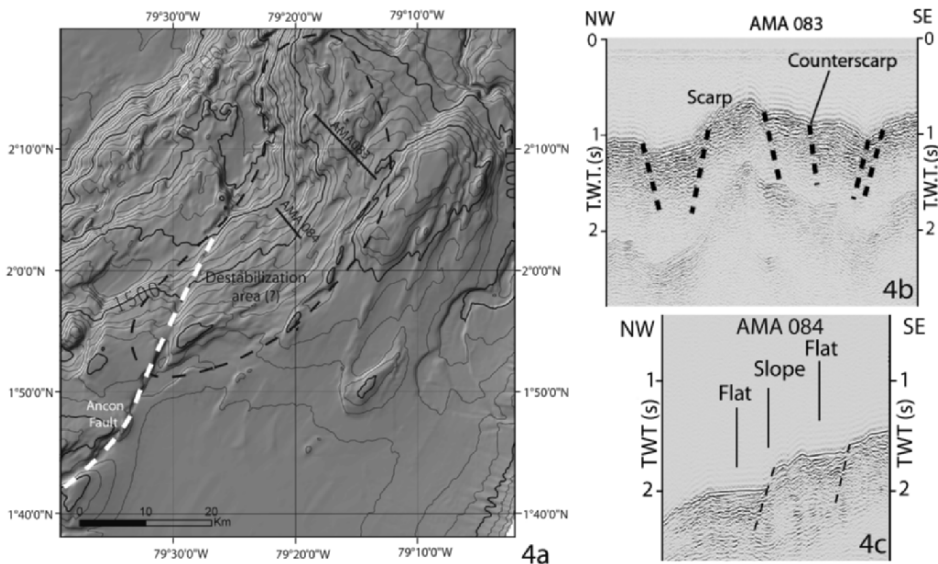 79°30'0"W 79°20'0"W 79°10'0"W
2°10'0"N
2°0'0"N
1°50'0"N
1°40'0"N
2°10'0"N
2°0'0"N
1°50'0"N
1°40'0"N
AMA 083
AMA 084
Destabilization
area (?)
1500
Ancon
Fault
0 10 20
Km
79°30'0"W 79°20'0"W 79°10'0"W
4a
NW AMA 083 SE
0 0
Counterscarp
Scarp
1 1
T.W.T. (s) T.W.T. (s)
2 2
4b
NW AMA 084 SE
Flat
Slope
1 1
Flat
TWT (s) TWT (s)
2 2
4c